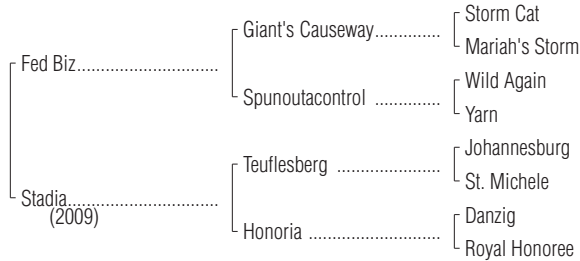 Storm Cat
Giant's Causeway..............
Mariah's Storm
Fed Biz..............................
Wild Again
Spunoutacontrol ..............
Yarn
Johannesburg
Teuflesberg ......................
St. Michele
Stadia..............................
(2009)
Danzig
Honoria ............................
Royal Honoree